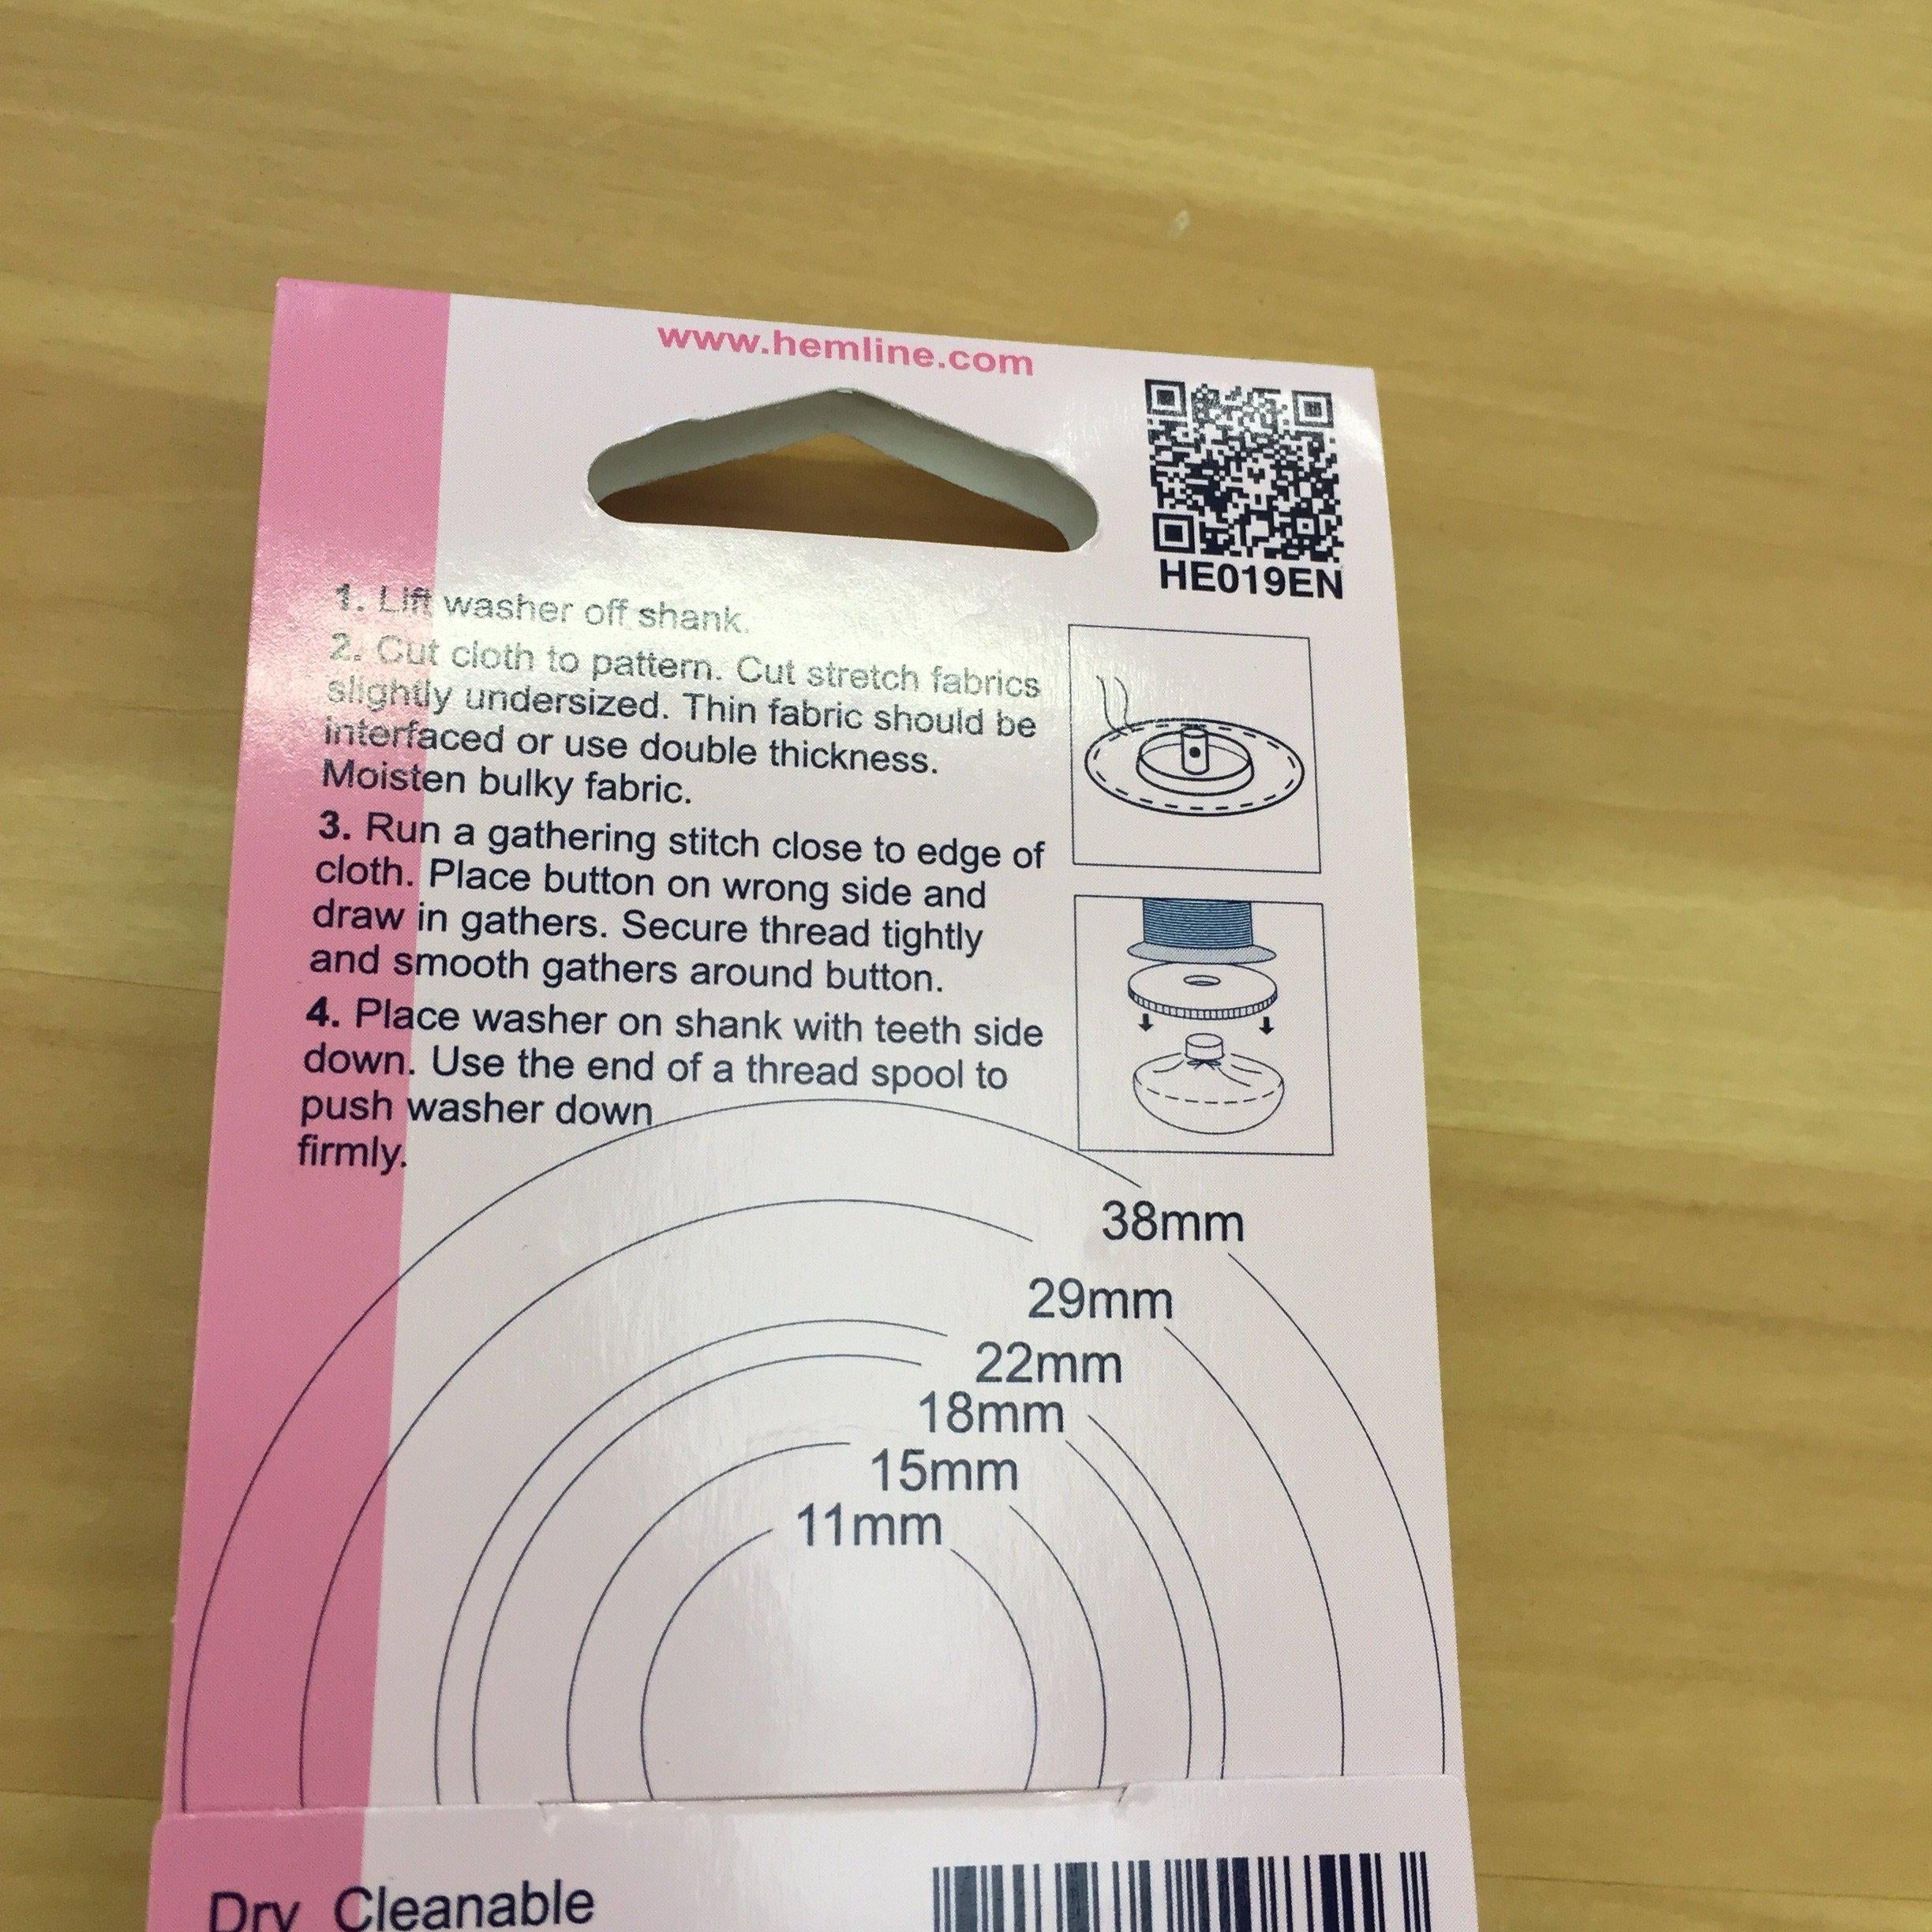 www.hemline.com
HE019EN
1. Lift washer off shank.
2. Cut cloth to pattern. Cut stretch fabrics
slightly undersized. Thin fabric should be
interfaced or use double thickness.
Moisten bulky fabric.
3. Run a gathering stitch close to edge of
cloth. Place button on wrong side and
draw in gathers. Secure thread tightly
and smooth gathers around button.
4. Place washer on shank with teeth side
down. Use the end of a thread spool to
push washer down
firmly.
38mm
29mm
22mm
18mm
15mm
11mm
Dry Cleanable